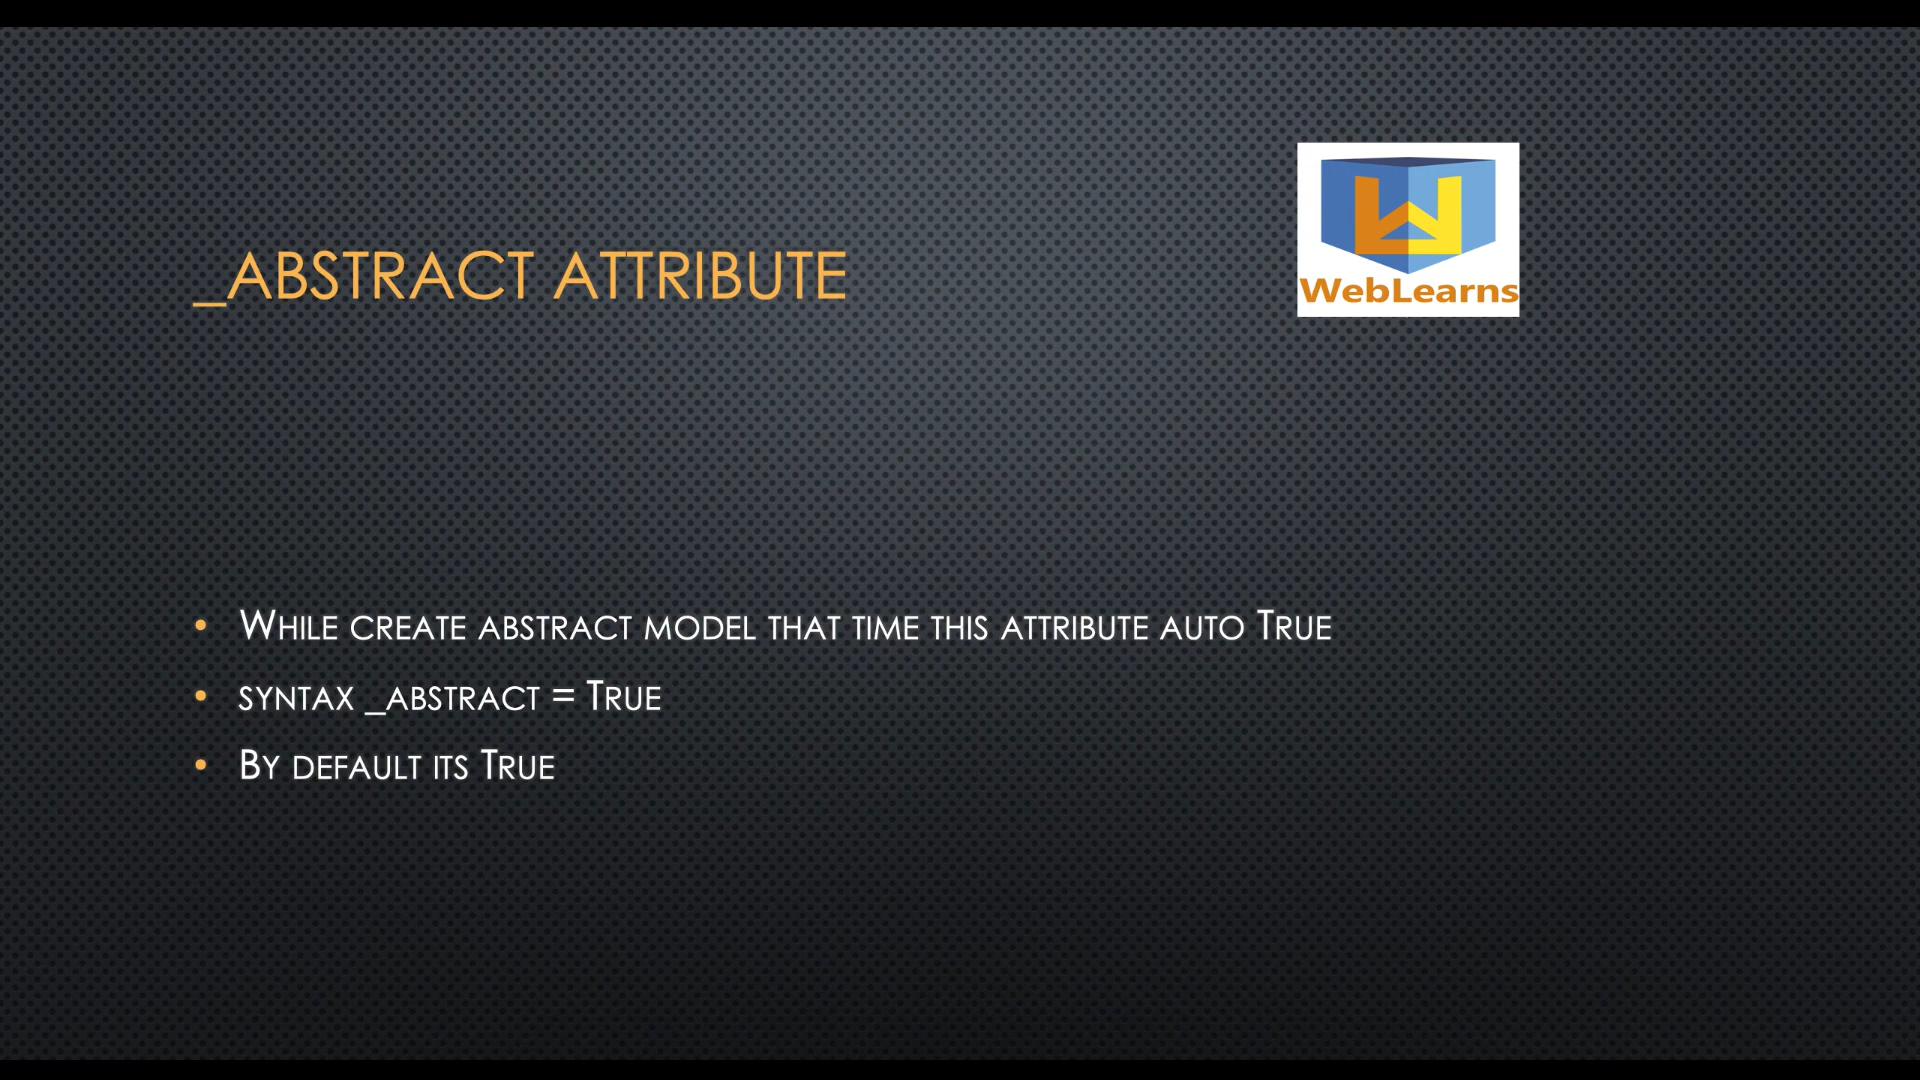 _ABSTRACT ATTRIBUTE
WebLearns
While create abstract model that time this attribute auto True
syntax _abstract = True
By default its True